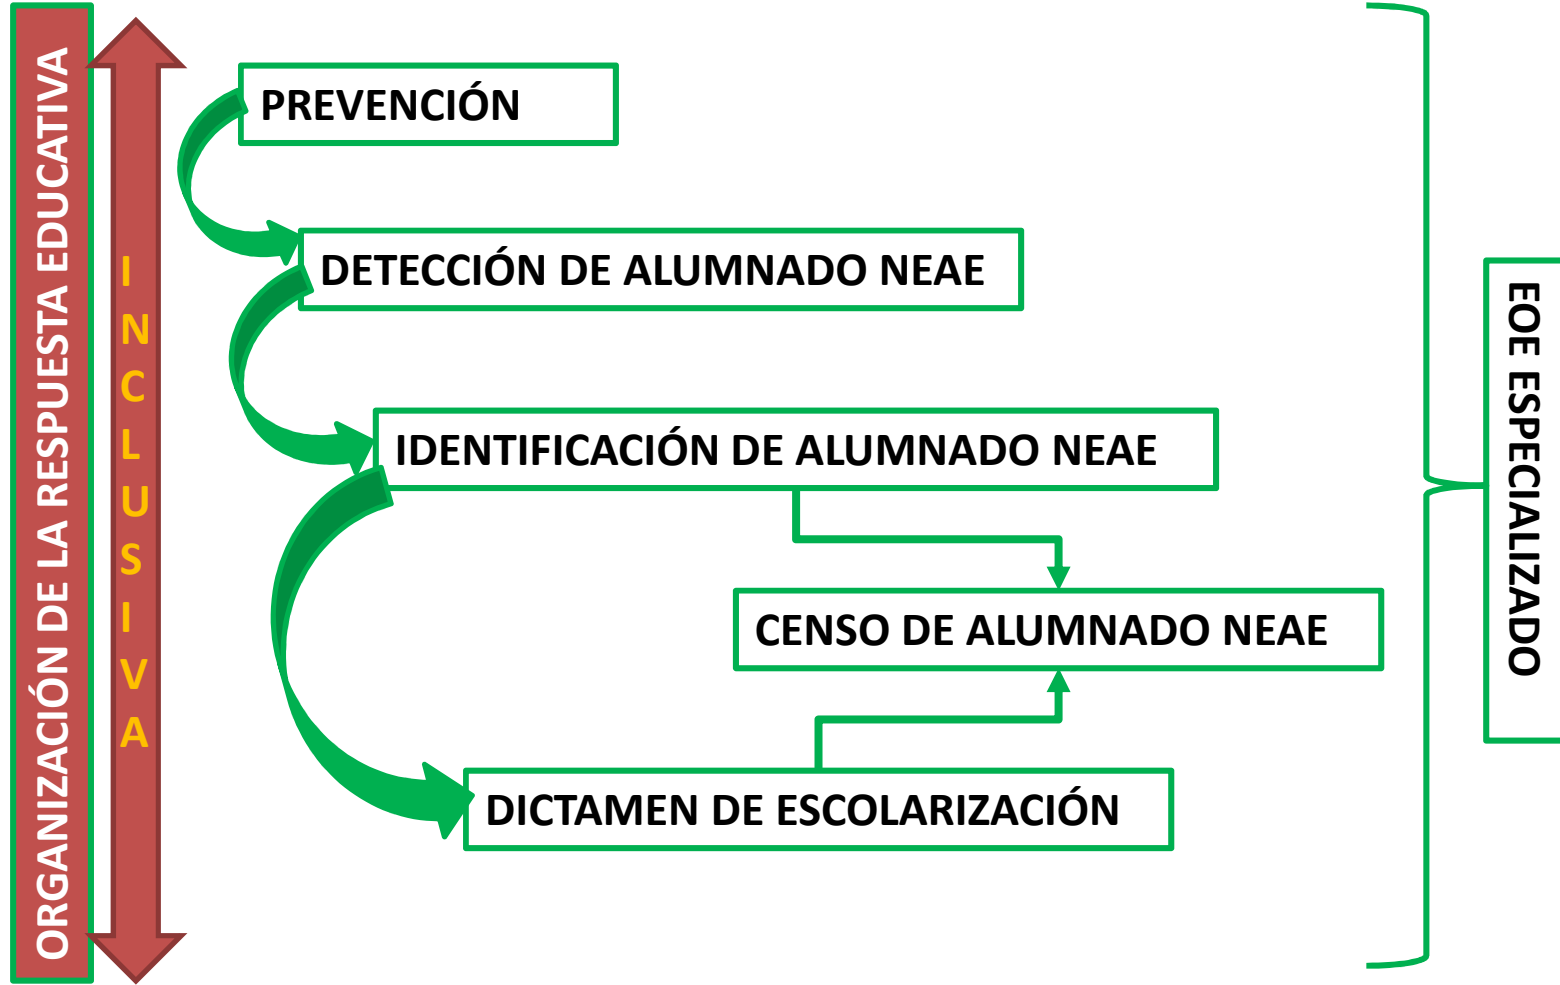 ORGANIZACIÓN DE LA RESPUESTA EDUCATIVA
INCLUSIVA
PREVENCIÓN
DETECCIÓN DE ALUMNADO NEAE
IDENTIFICACIÓN DE ALUMNADO NEAE
CENSO DE ALUMNADO NEAE
DICTAMEN DE ESCOLARIZACIÓN
EOE ESPECIALIZADO